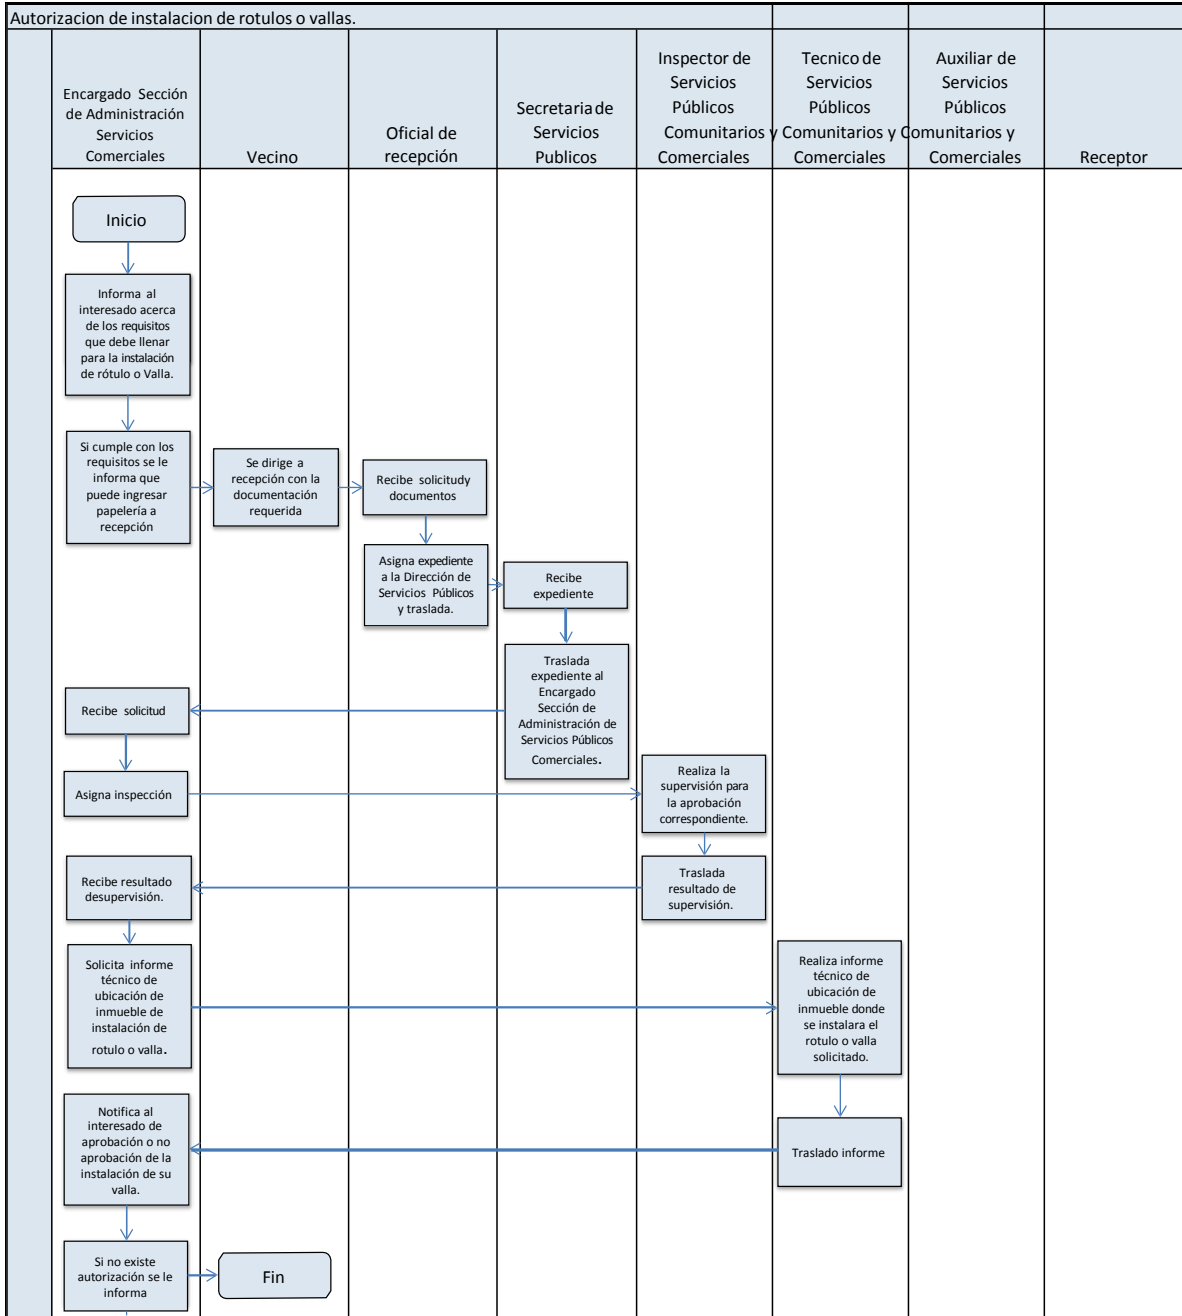 Autorizacion de instalacion de rotulos o vallas.
Encargado Sección
de Administración
Servicios
Comerciales
Vecino
Oficial de
recepción
Secretaria de
Servicios
Publicos
Inspector de
Servicios
Públicos
Comunitarios y
Comerciales
Tecnico de
Servicios
Públicos
Comunitarios y
Comerciales
Auxiliar de
Servicios
Públicos
Comunitarios y
Comerciales
Receptor
Inicio
Informa al
interesado acerca
de los requisitos
que debe llenar
para la instalación
de rótulo o Valla.
Si cumple con los
requisitos se le
informa que
puede ingresar
papelería a
recepción
Se dirige a
recepción con la
documentación
requerida
Recibe solicitudy
documentos
Asigna expediente
a la Dirección de
Servicios Públicos
y traslada.
Recibe
expediente
Traslada
expediente al
Encargado
Sección de
Administración de
Servicios Públicos
Comerciales.
Recibe solicitud
Asigna inspección
Realiza la
supervisión para
la aprobación
correspondiente.
Traslada
resultado de
supervisión.
Recibe resultado
desupervisión.
Solicita informe
técnico de
ubicación de
inmueble de
instalación de
rotulo o valla.
Realiza informe
técnico de
ubicación de
inmueble donde
se instalara el
rotulo o valla
solicitado.
Traslado informe
Notifica al
interesado de
aprobación o no
aprobación de la
instalación de su
valla.
Si no existe
autorización se le
informa
Fin